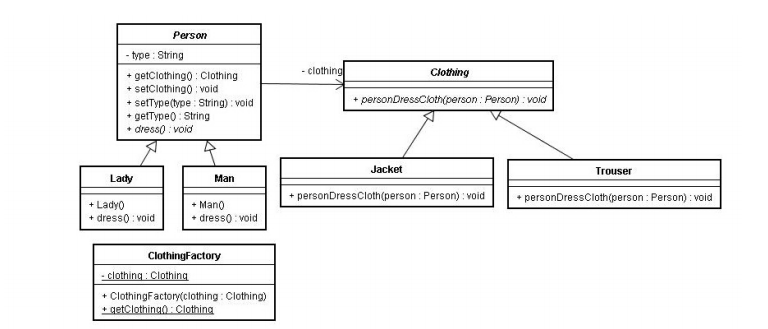 Person
- type : String
+ getClothing() : Clothing
+ setClothing() : void
+ setType(type : String) : void
+ getType() : String
+ dress() : void
- clothing
Clothing
+ personDressCloth(person : Person) : void
Lady
+ Lady()
+ dress() : void
Man
+ Man()
+ dress() : void
Jacket
+ personDressCloth(person : Person) : void
Trouser
+ personDressCloth(person : Person) : void
ClothingFactory
- clothing : Clothing
+ ClothingFactory(clothing : Clothing)
+ getClothing() : Clothing